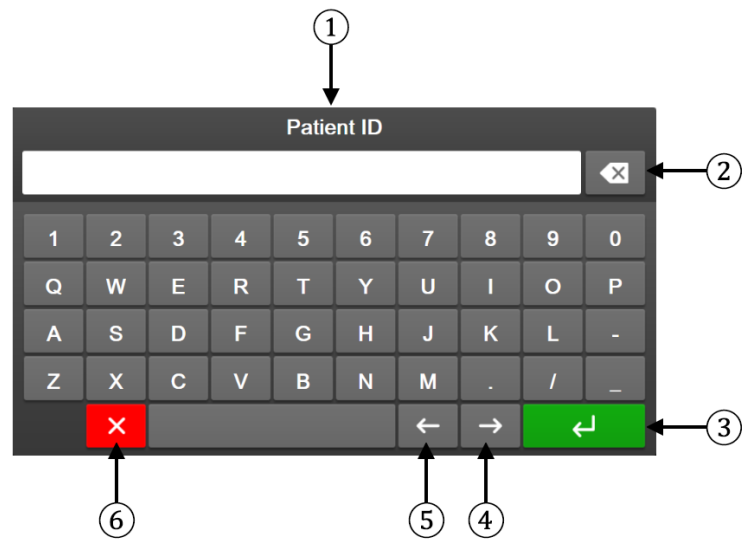 ①
Patient ID
②
1 2 3 4 5 6 7 8 9 0
Q W E R T Y U I O P
A S D F G H J K L -
Z X C V B N M . / _
← → ↵ ③
⑥ ⑤ ④